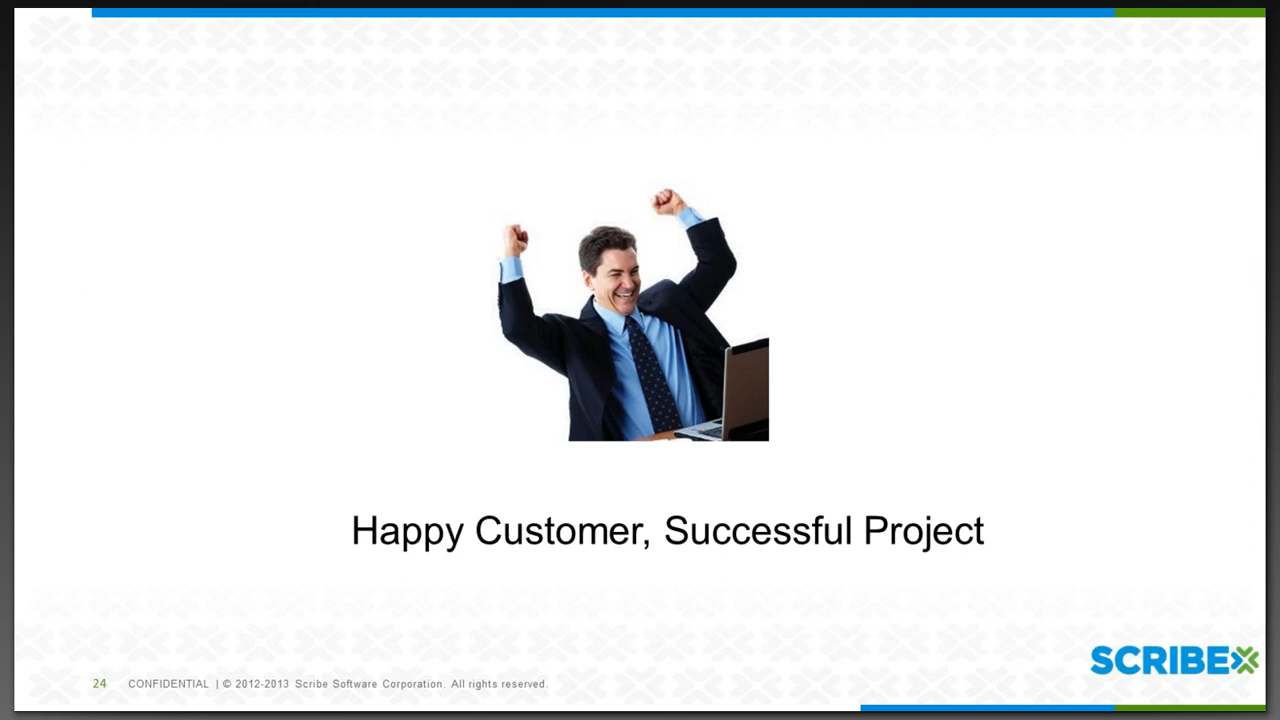 Happy Customer, Successful Project
SCRIBE
24 CONFIDENTIAL | © 2012-2013 Scribe Software Corporation. All rights reserved.